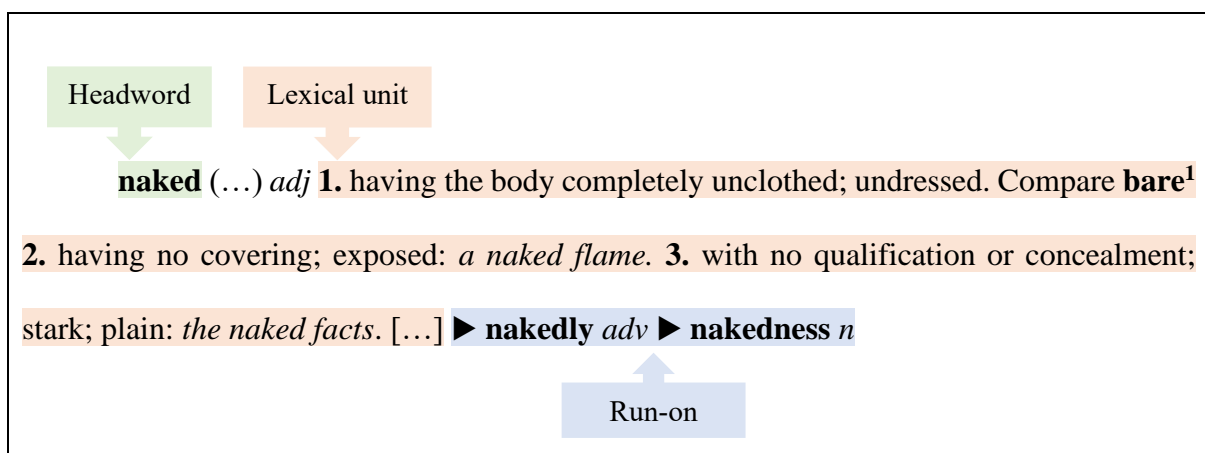 Headword Lexical unit
naked (…) adj 1. having the body completely unclothed; undressed. Compare bare¹
2. having no covering; exposed: a naked flame. 3. with no qualification or concealment;
stark; plain: the naked facts. […] ▶ nakedly adv ▶ nakedness n
Run-on